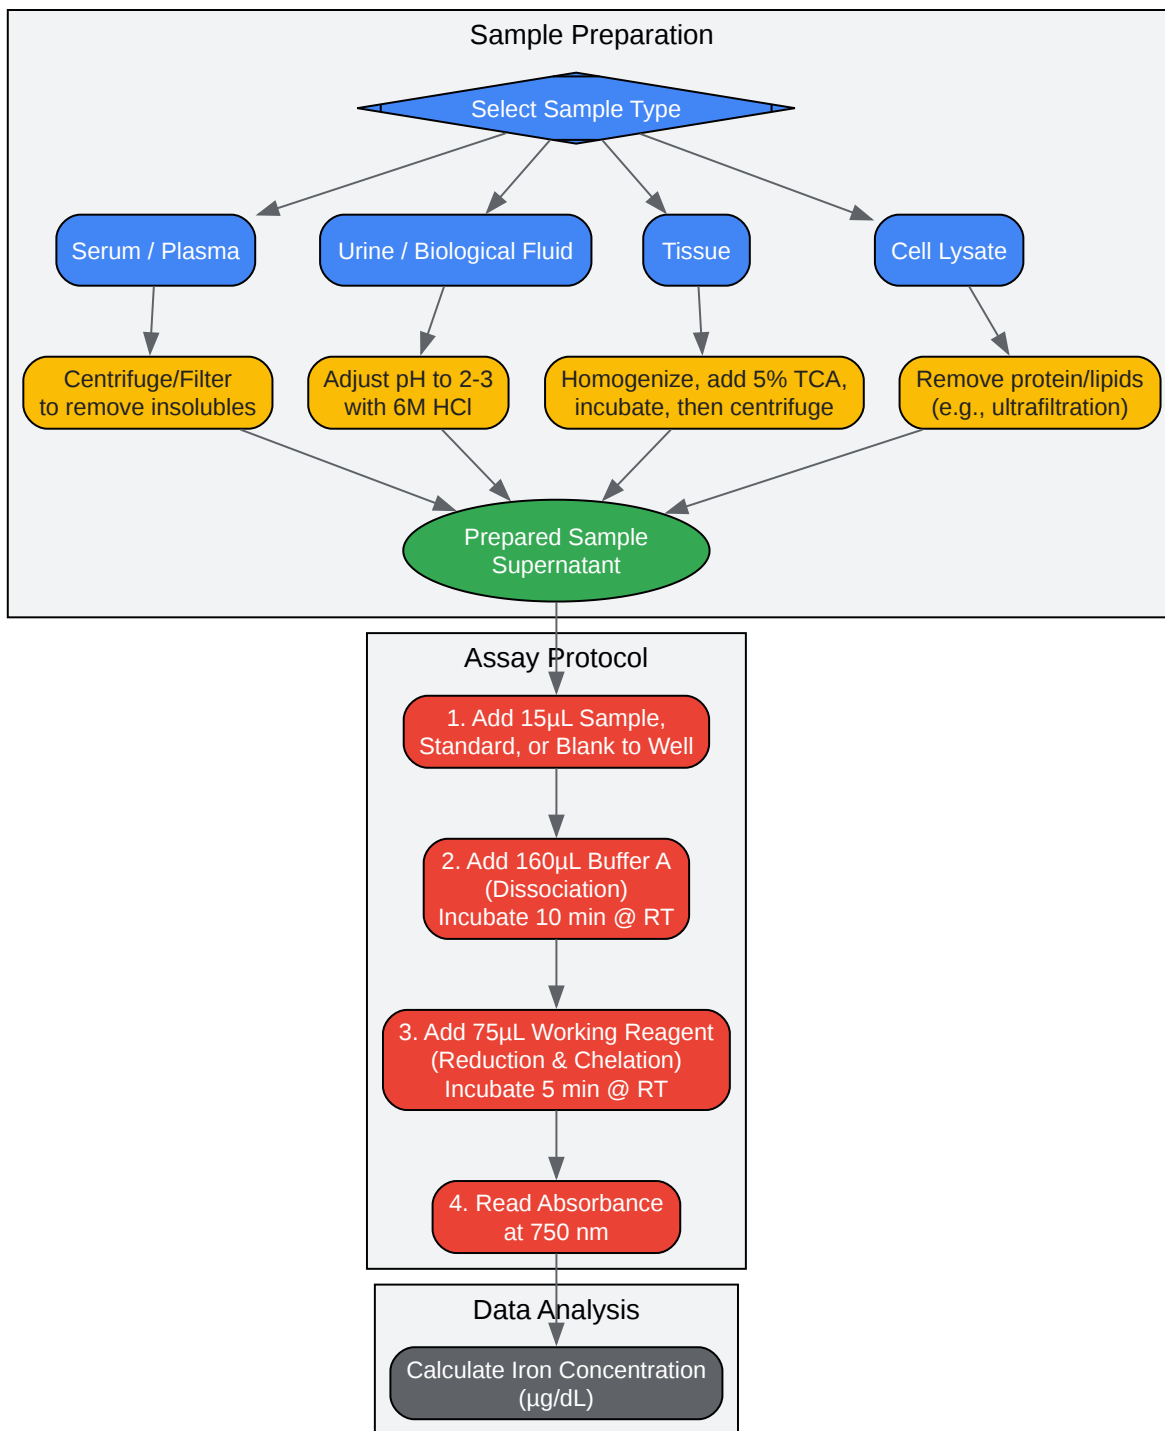 Sample Preparation
Select Sample Type
Serum / Plasma
Urine / Biological Fluid
Tissue
Cell Lysate
Centrifuge/Filter
to remove insolubles
Adjust pH to 2-3
with 6M HCl
Homogenize, add 5% TCA,
incubate, then centrifuge
Remove protein/lipids
(e.g., ultrafiltration)
Prepared Sample
Supernatant
Assay Protocol
1. Add 15µL Sample,
Standard, or Blank to Well
2. Add 160µL Buffer A
(Dissociation)
Incubate 10 min @ RT
3. Add 75µL Working Reagent
(Reduction & Chelation)
Incubate 5 min @ RT
4. Read Absorbance
at 750 nm
Data Analysis
Calculate Iron Concentration
(µg/dL)